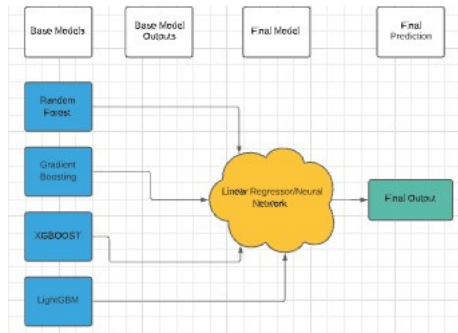 Base Models
Base Model
Outputs
Final Model
Final
Prediction
Random
Forest
Gradient
Boosting
Linear Regressor/Neural
Network
Final Output
XGBOOST
LightGBM